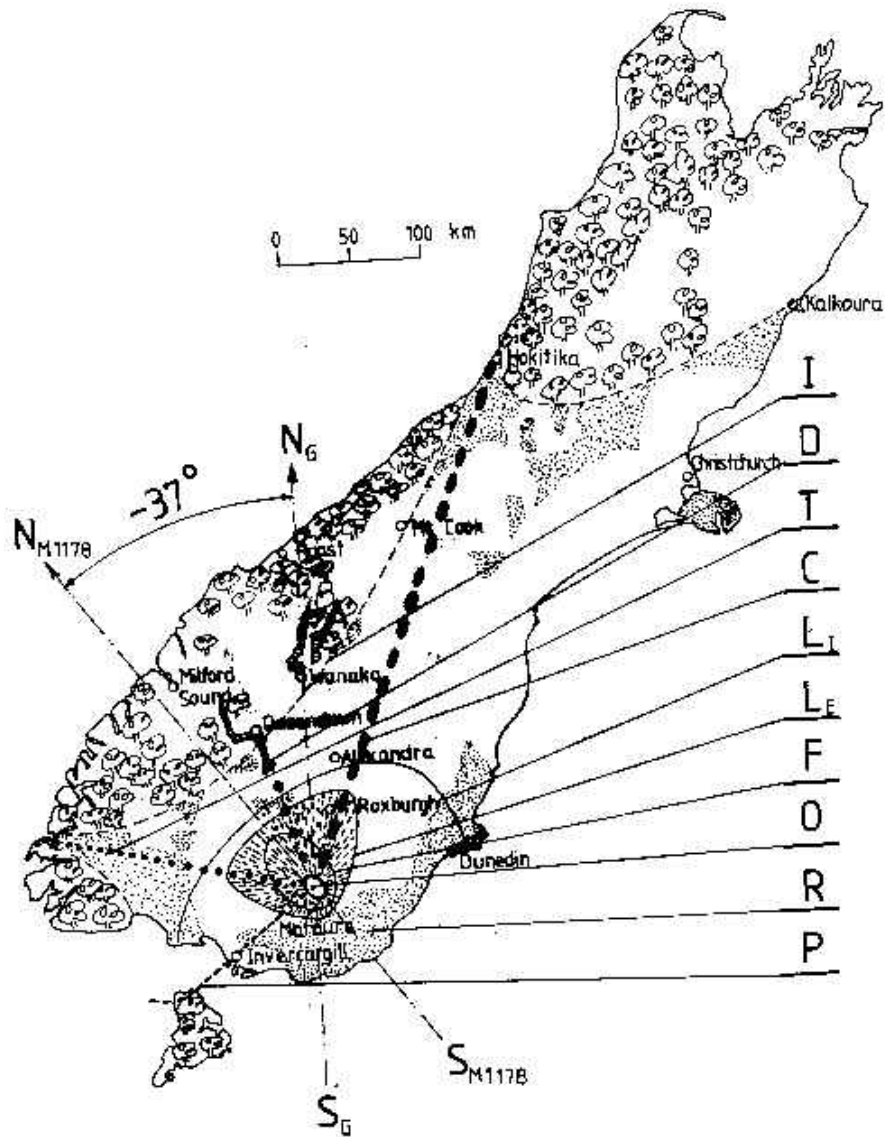 0 50 100 km
Kaikoura
Hokitika
I
D
N_G
Christchurch
-37°
T
Mt Cook
N_M1178
Haast
C
L_I
Milford
Sound
Wanaka
L_E
Queenstown
Alexandra
F
Roxburgh
O
Dunedin
R
Mataura
Invercargill
P
S_M1178
S_G